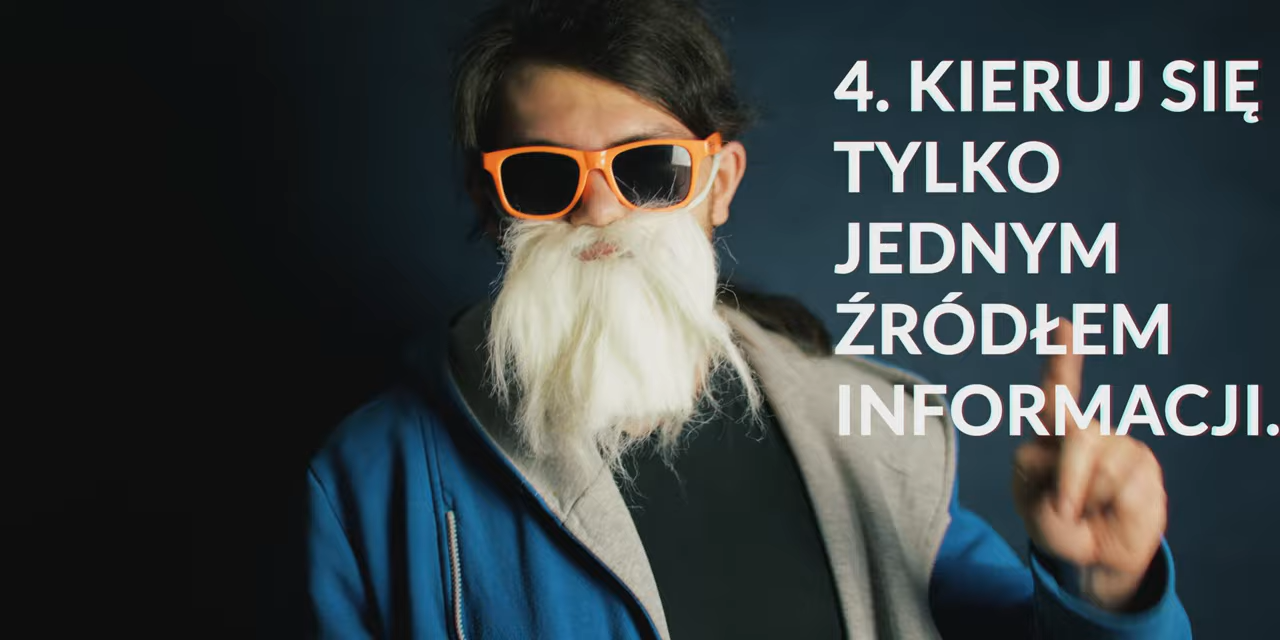 4. KIERUJ SIĘ
TYLKO
JEDNYM
ŹRÓDŁEM
INFORMACJI.